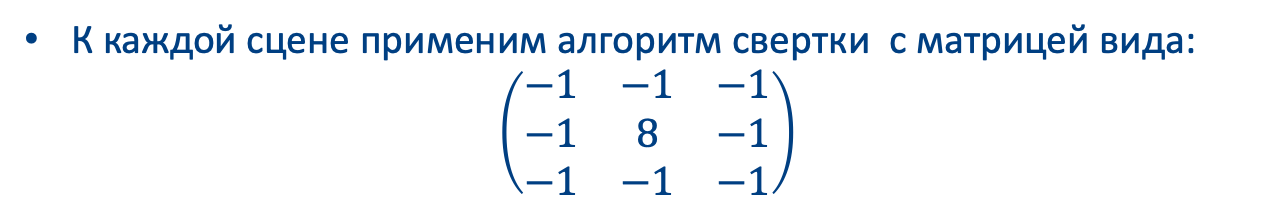 • К каждой сцене применим алгоритм свертки с матрицей вида:
−1 −1 −1
−1 8 −1
−1 −1 −1